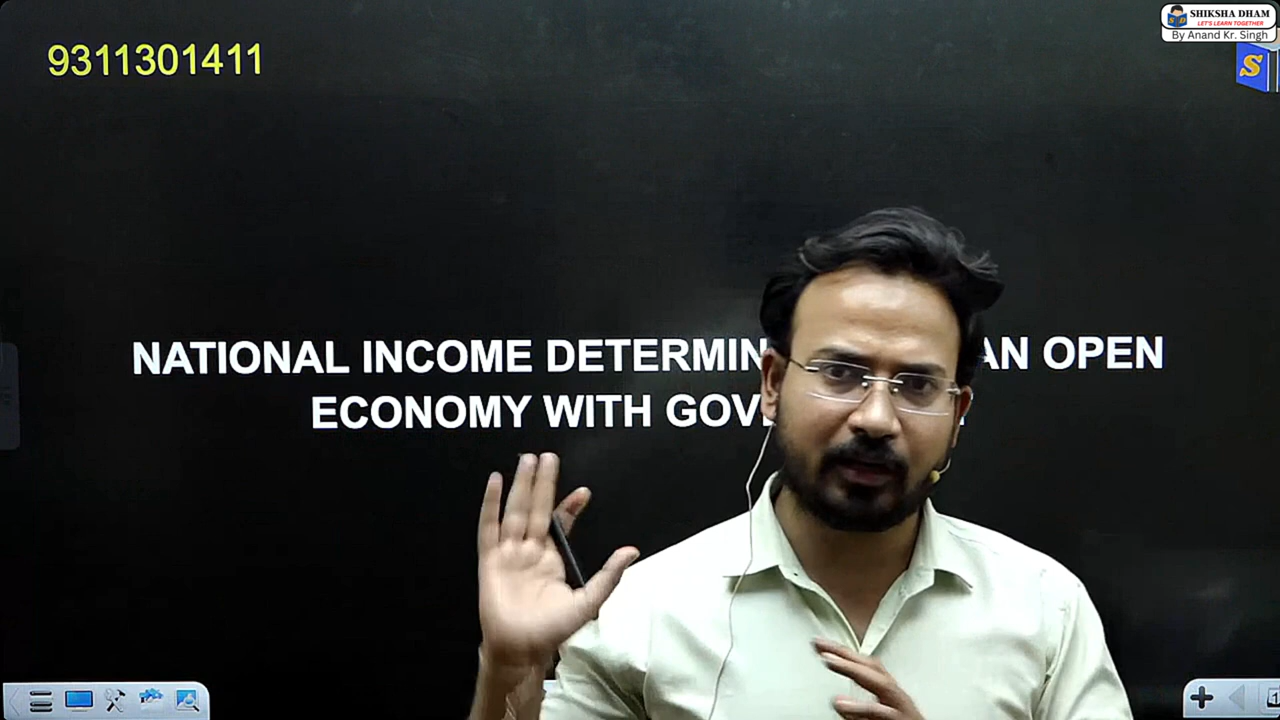 SHIKSHA DHAM
LET'S LEARN TOGETHER
By Anand Kr. Singh
S
9311301411
NATIONAL INCOME DETERMIN AN OPEN
ECONOMY WITH GOV